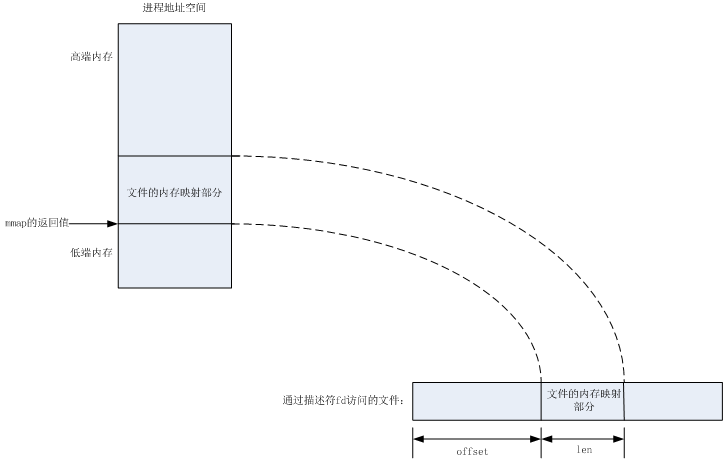 进程地址空间
高端内存
文件的内存映射部分
mmap的返回值
低端内存
通过描述符fd访问的文件：
文件的内存映射
部分
offset
len